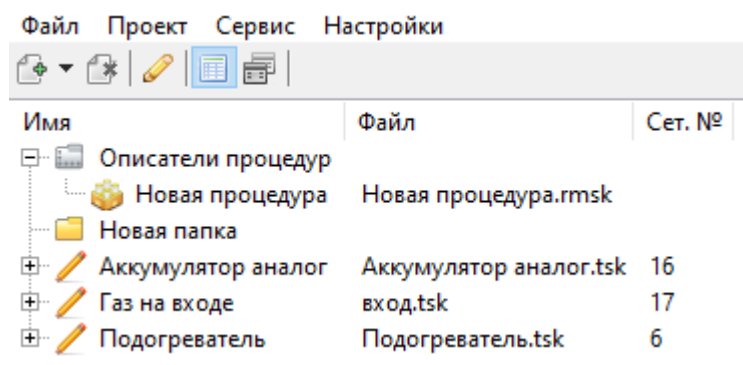 Файл Проект Сервис Настройки
Имя Файл Сет. №
Описатели процедур
Новая процедура Новая процедура.rmsk
Новая папка
Аккумулятор аналог Аккумулятор аналог.tsk 16
Газ на входе вход.tsk 17
Подогреватель Подогреватель.tsk 6